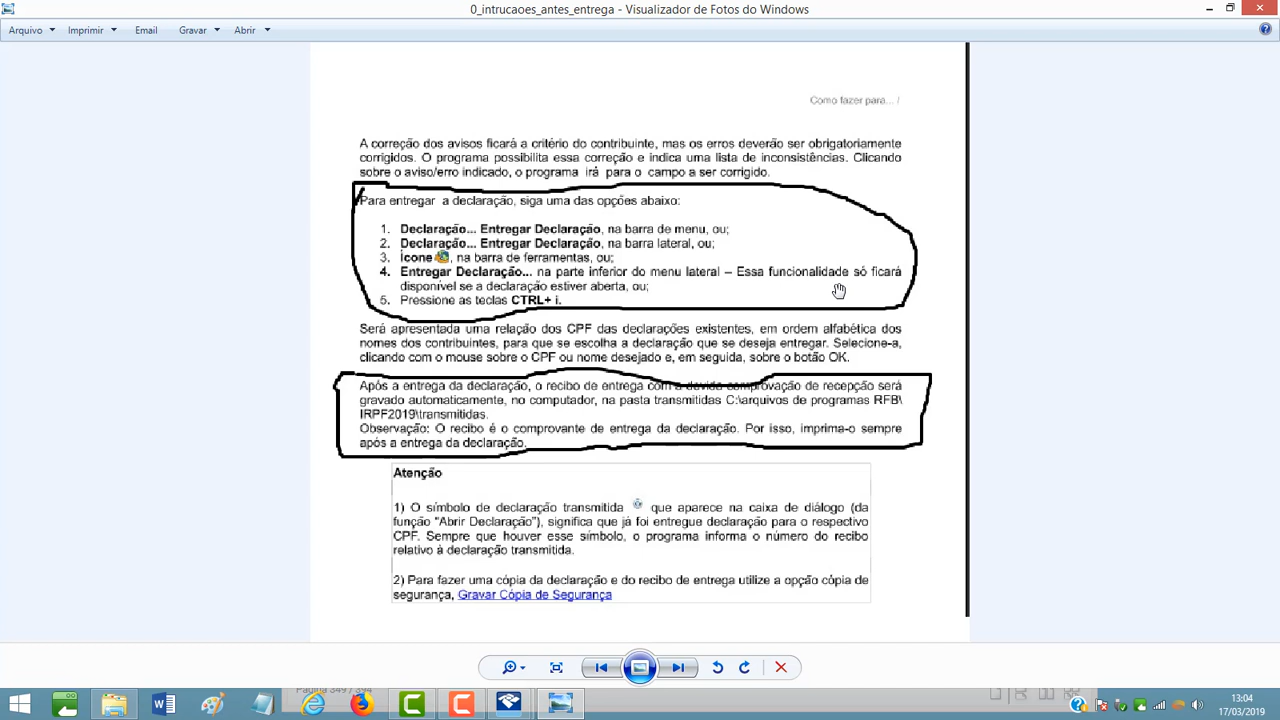 0_intrucaoes_antes_entrega - Visualizador de Fotos do Windows
Arquivo Imprimir Email Gravar Abrir
Como fazer para... /
A correção dos avisos ficará a critério do contribuinte, mas os erros deverão ser obrigatoriamente
corrigidos. O programa possibilita essa correção e indica uma lista de inconsistências. Clicando
sobre o aviso/erro indicado, o programa irá para o campo a ser corrigido.
Para entregar a declaração, siga uma das opções abaixo:
1. Declaração... Entregar Declaração, na barra de menu, ou;
2. Declaração... Entregar Declaração, na barra lateral, ou;
3. Ícone , na barra de ferramentas, ou;
4. Entregar Declaração... na parte inferior do menu lateral – Essa funcionalidade só ficará
disponível se a declaração estiver aberta, ou;
5. Pressione as teclas CTRL+ i.
Será apresentada uma relação dos CPF das declarações existentes, em ordem alfabética dos
nomes dos contribuintes, para que se escolha a declaração que se deseja entregar. Selecione-a,
clicando com o mouse sobre o CPF ou nome desejado e, em seguida, sobre o botão OK.
Após a entrega da declaração, o recibo de entrega com a devida comprovação de recepção será
gravado automaticamente, no computador, na pasta transmitidas C:\arquivos de programas RFB\
IRPF2019\transmitidas.
Observação: O recibo é o comprovante de entrega da declaração. Por isso, imprima-o sempre
após a entrega da declaração.
Atenção
1) O símbolo de declaração transmitida que aparece na caixa de diálogo (da
função "Abrir Declaração"), significa que já foi entregue declaração para o respectivo
CPF. Sempre que houver esse símbolo, o programa informa o número do recibo
relativo à declaração transmitida.
2) Para fazer uma cópia da declaração e do recibo de entrega utilize a opção cópia de
segurança, Gravar Cópia de Segurança
Página 349 / 394
13:04
17/03/2019